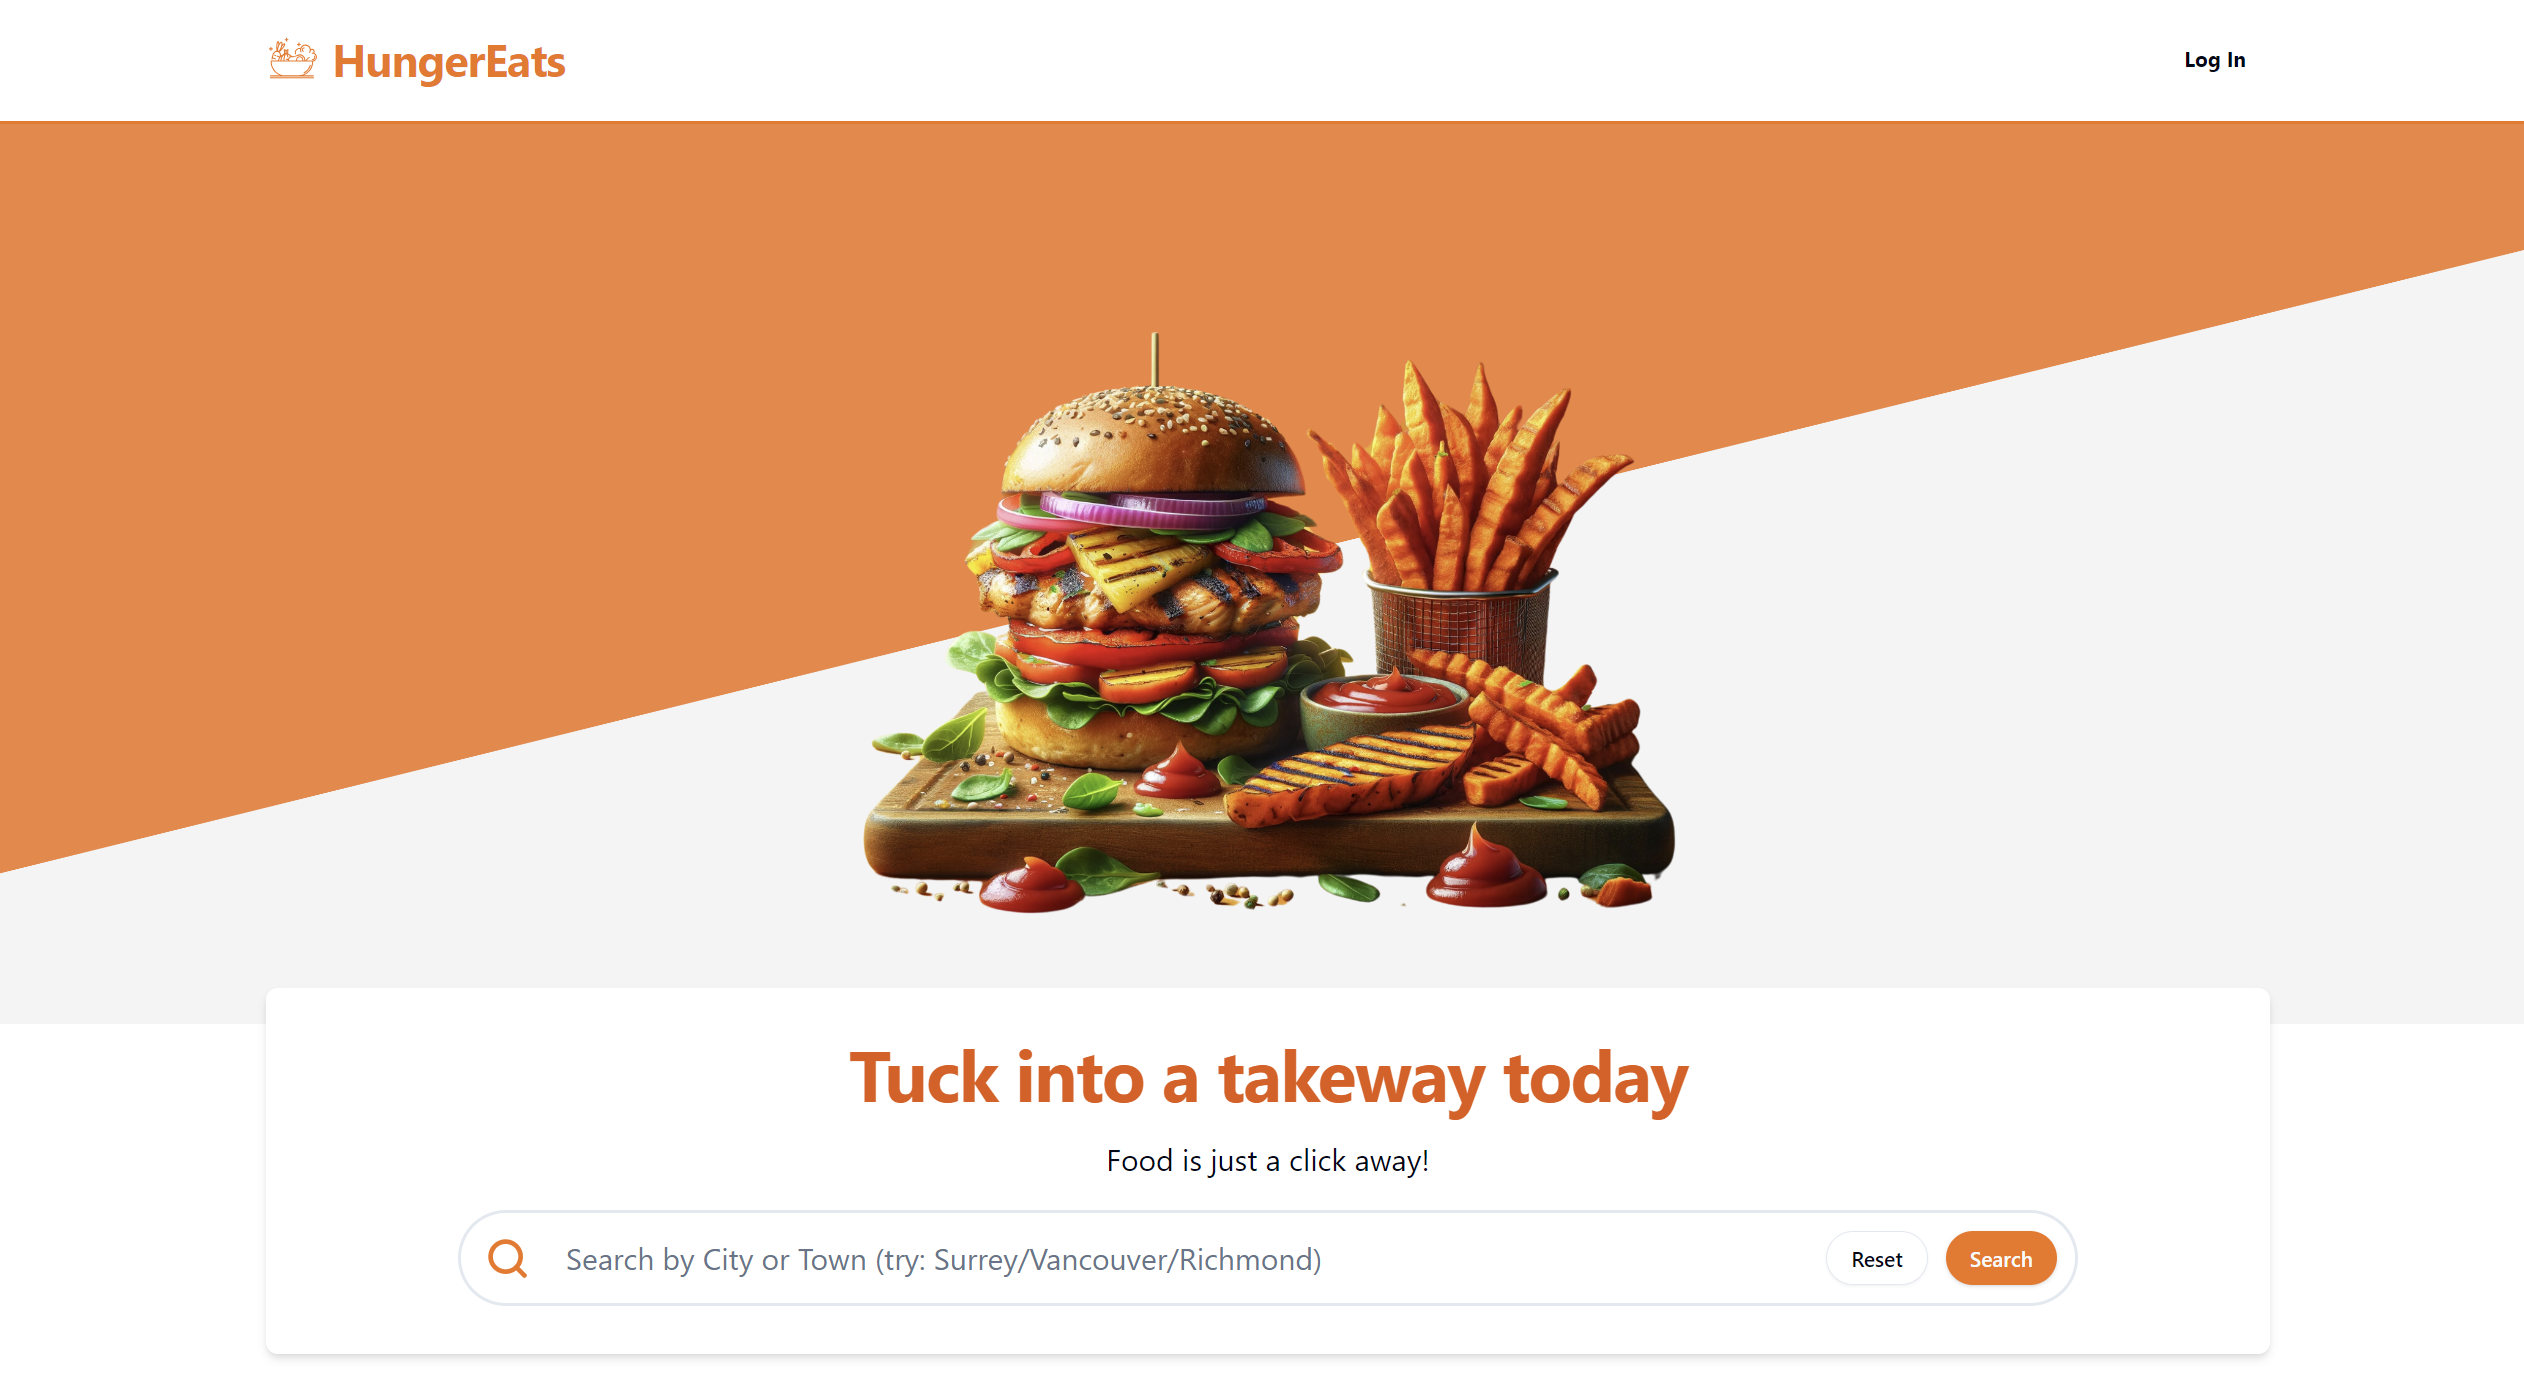 HungerEats
Log In
Tuck into a takeway today
Food is just a click away!
Search by City or Town (try: Surrey/Vancouver/Richmond)
Reset
Search